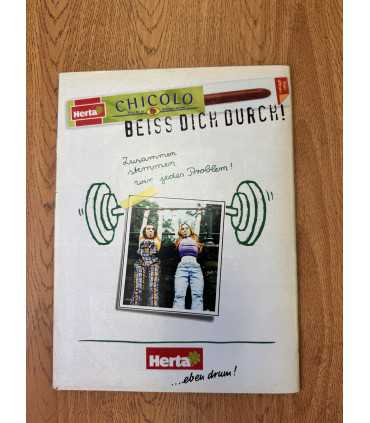 Herta
CHICOLO
BEISS DICH DURCH!
Zusammen
stemmen
wir jedes Problem!
Herta
...eben drum!